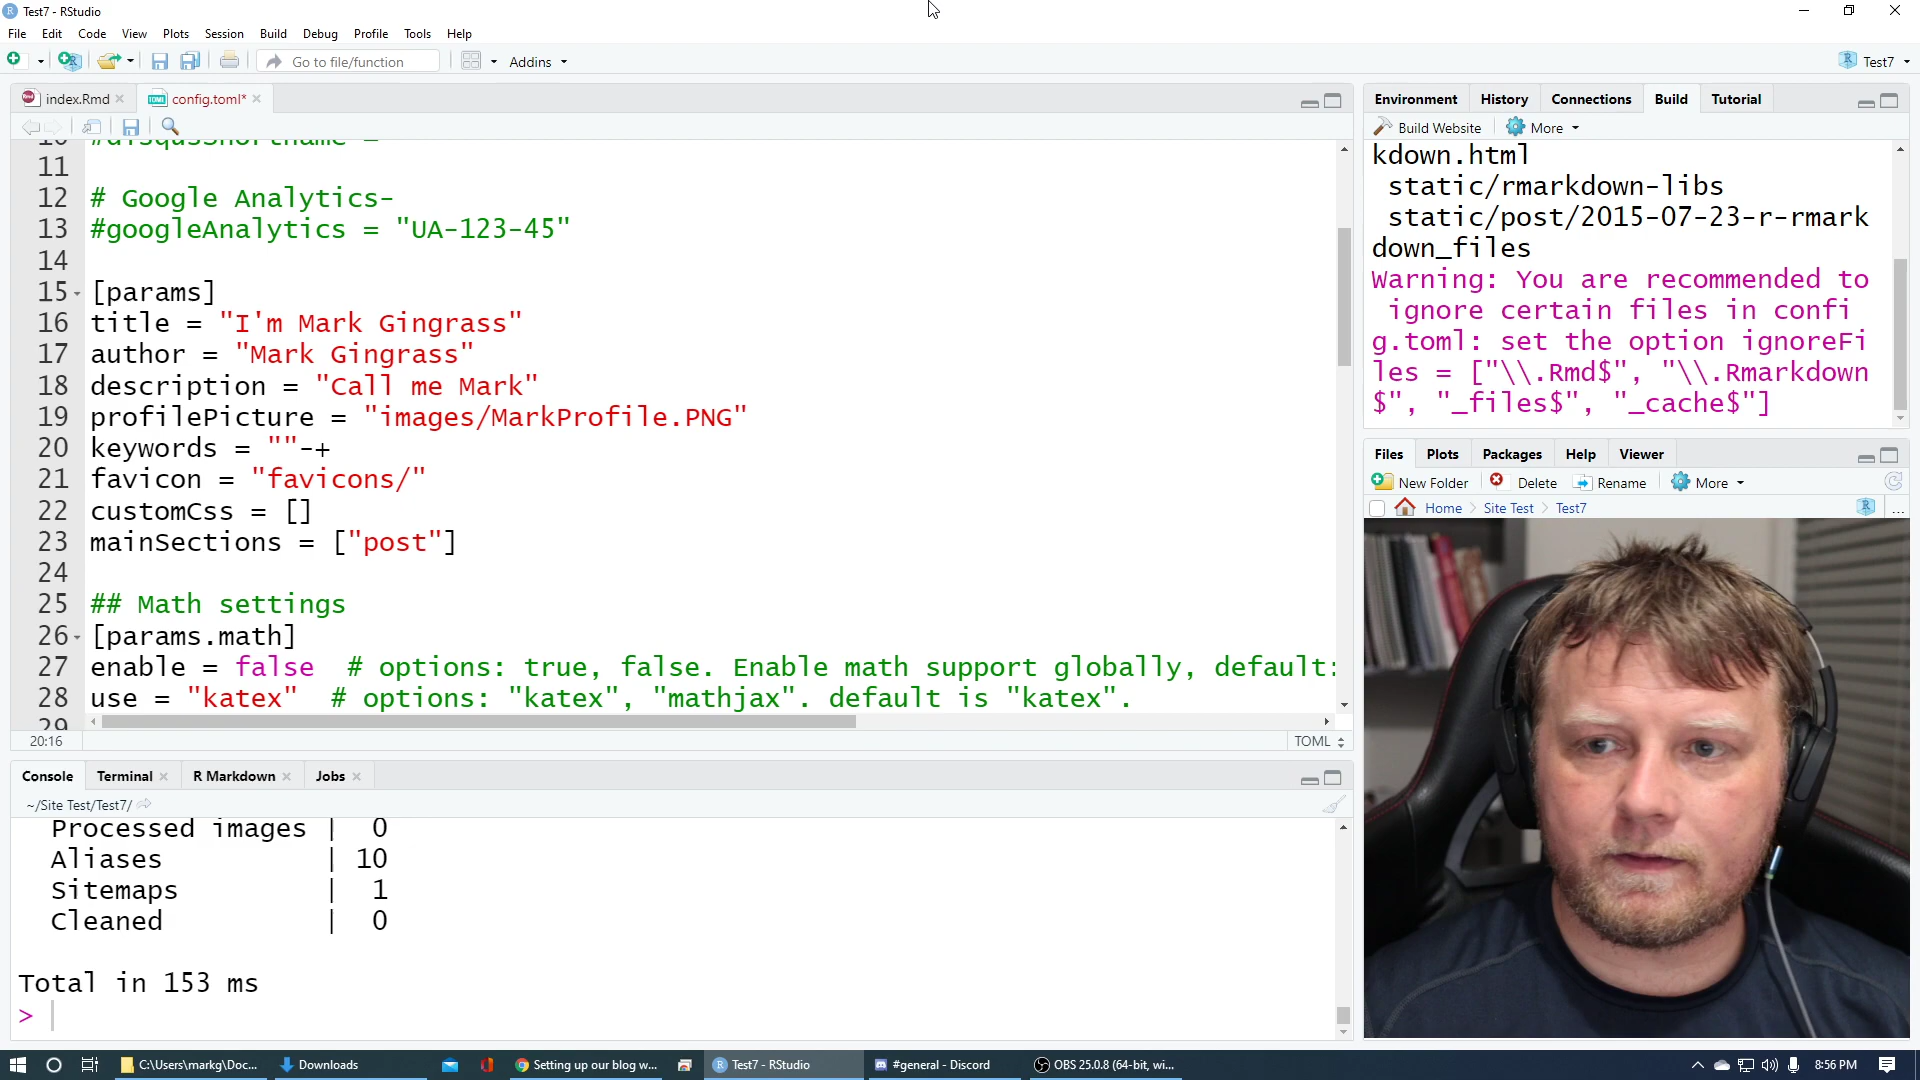 Test7 - RStudio
File Edit Code View Plots Session Build Debug Profile Tools Help
Go to file/function Addins Test7
index.Rmd config.toml*
10 #disqusShortname =
11
12 # Google Analytics-
13 #googleAnalytics = "UA-123-45"
14
15 [params]
16 title = "I'm Mark Gingrass"
17 author = "Mark Gingrass"
18 description = "Call me Mark"
19 profilePicture = "images/MarkProfile.PNG"
20 keywords = ""-+
21 favicon = "favicons/"
22 customCss = []
23 mainSections = ["post"]
24
25 ## Math settings
26 [params.math]
27 enable = false # options: true, false. Enable math support globally, default:
28 use = "katex" # options: "katex", "mathjax". default is "katex".
29
20:16 TOML
Console Terminal R Markdown Jobs
~/Site Test/Test7/
Processed images | 0
Aliases | 10
Sitemaps | 1
Cleaned | 0
Total in 153 ms
>
Environment History Connections Build Tutorial
Build Website More
kdown.html
static/rmarkdown-libs
static/post/2015-07-23-r-rmark
down_files
Warning: You are recommended to
ignore certain files in confi
g.toml: set the option ignoreFi
les = ["\\.Rmd$", "\\.Rmarkdown
$", "_files$", "_cache$"]
Files Plots Packages Help Viewer
New Folder Delete Rename More
Home Site Test Test7 ...
C:\Users\markg\Doc... Downloads Setting up our blog w... Test7 - RStudio #general - Discord OBS 25.0.8 (64-bit, wi... 8:56 PM